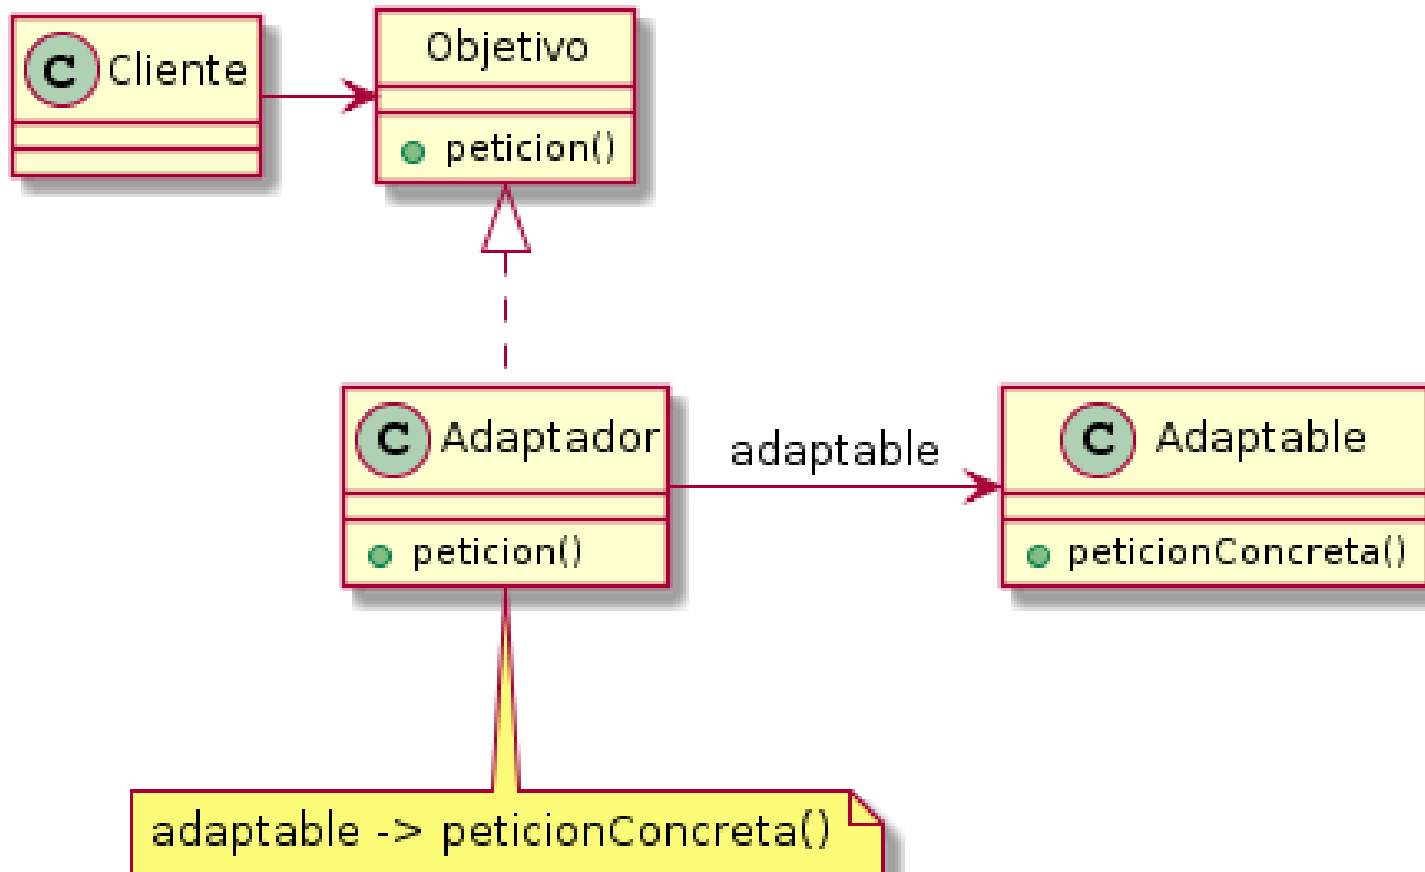 C Cliente
Objetivo
peticion()
C Adaptador
peticion()
adaptable
C Adaptable
peticionConcreta()
adaptable -> peticionConcreta()